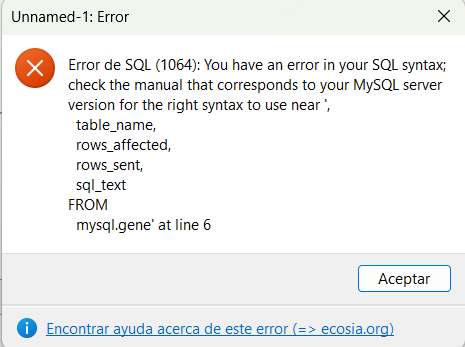 Unnamed-1: Error
Error de SQL (1064): You have an error in your SQL syntax;
check the manual that corresponds to your MySQL server
version for the right syntax to use near ',
table_name,
rows_affected,
rows_sent,
sql_text
FROM
mysql.gene' at line 6
Aceptar
Encontrar ayuda acerca de este error (=> ecosia.org)